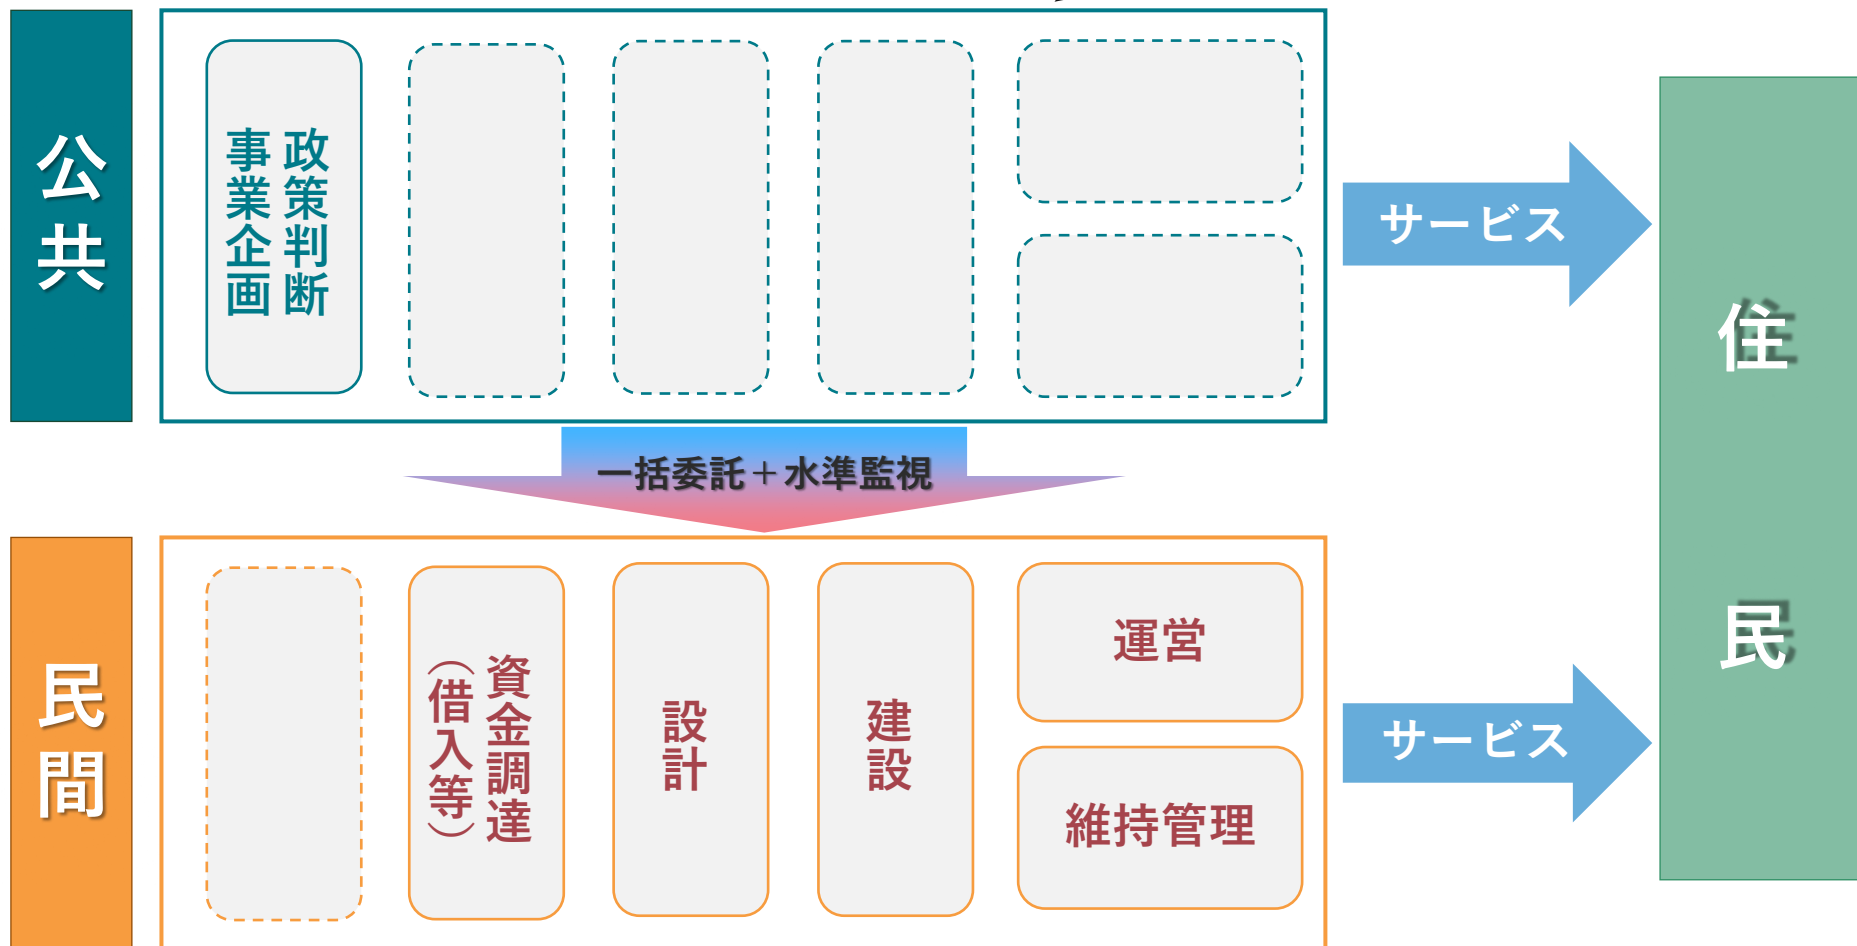 公共
政策判断
事業企画
サービス
住民
一括委託＋水準監視
民間
資金調達
（借入等）
設計
建設
運営
維持管理
サービス